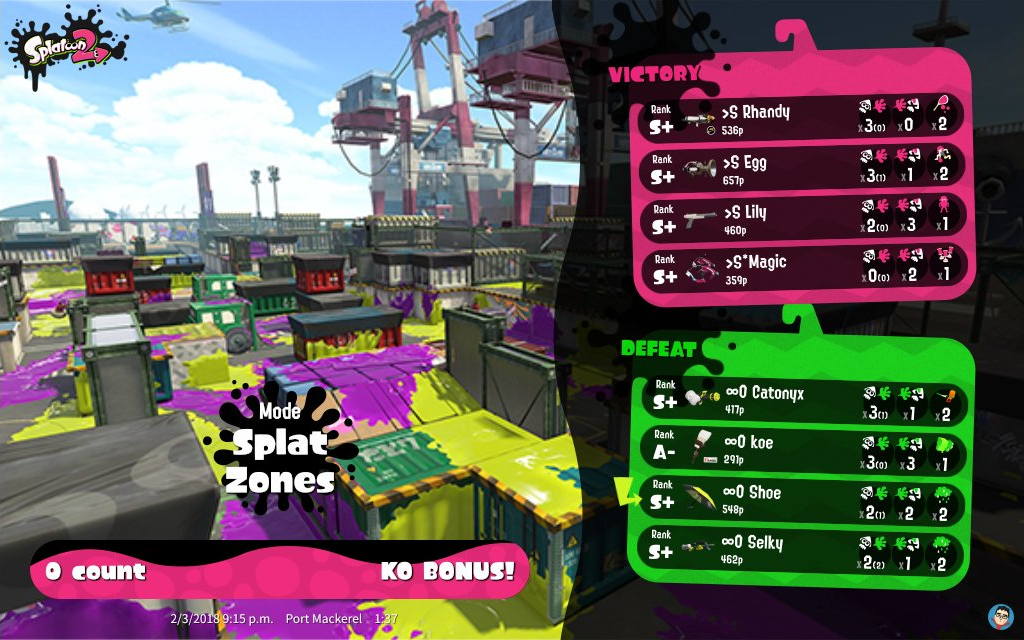 Splatoon 2
VICTORY
Rank S+ >S Rhandy 536p x3(0) x0 x2
Rank S+ >S Egg 657p x3(1) x1 x2
Rank S+ >S Lily 460p x2(0) x3 x1
Rank S+ >S*Magic 359p x0(0) x2 x1
DEFEAT
Rank S+ ∞O Catonyx 417p x3(1) x1 x2
Rank A- ∞O koe 291p x3(0) x3 x1
Rank S+ ∞O Shoe 548p x2(1) x2 x2
Rank S+ ∞O Selky 462p x2(2) x1 x2
Mode
Splat
Zones
0 count KO BONUS!
2/3/2018 9:15 p.m. Port Mackerel 1:37